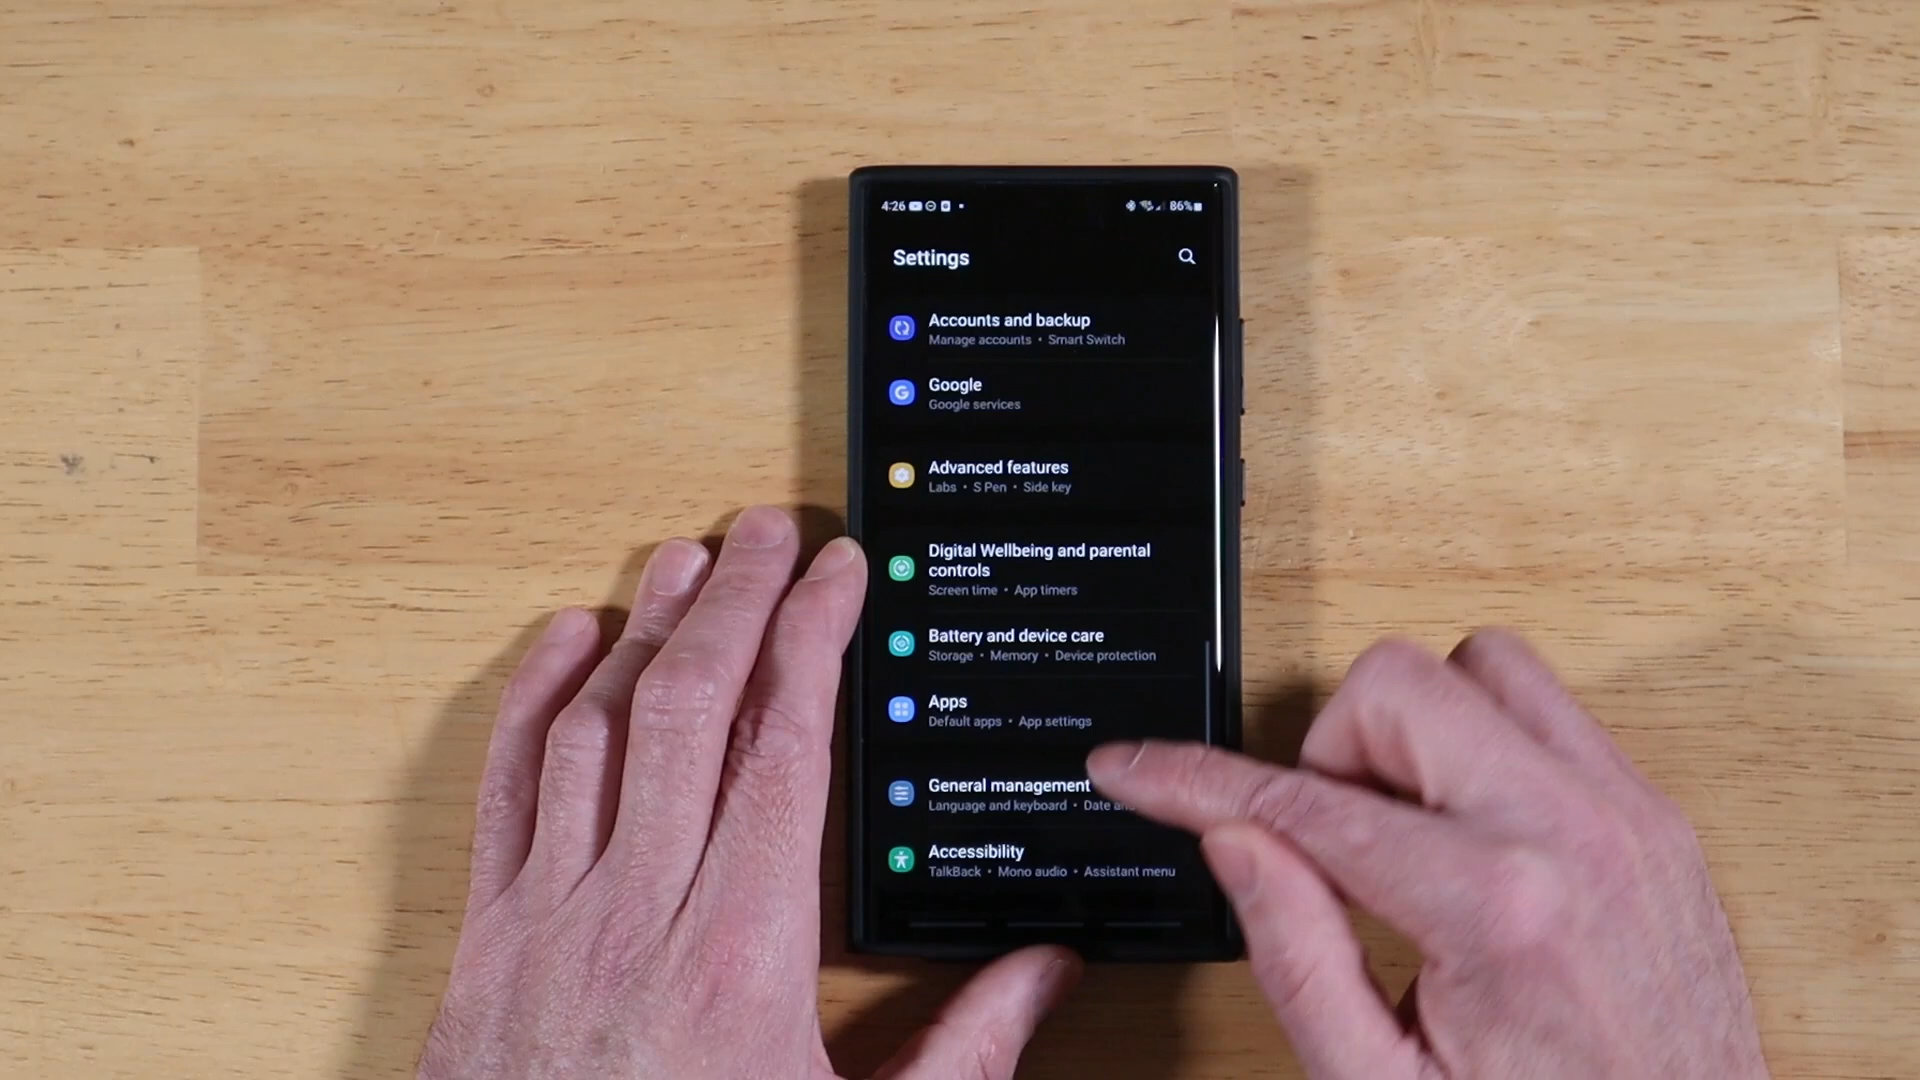 4:26 86%
Settings
Accounts and backup
Manage accounts • Smart Switch
Google
Google services
Advanced features
Labs • S Pen • Side key
Digital Wellbeing and parental
controls
Screen time • App timers
Battery and device care
Storage • Memory • Device protection
Apps
Default apps • App settings
General management
Language and keyboard • Date and
Accessibility
TalkBack • Mono audio • Assistant menu